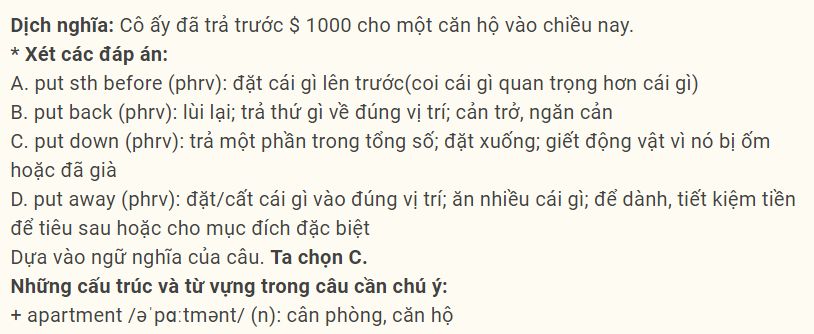 Dịch nghĩa: Cô ấy đã trả trước $ 1000 cho một căn hộ vào chiều nay.
* Xét các đáp án:
A. put sth before (phrv): đặt cái gì lên trước(coi cái gì quan trọng hơn cái gì)
B. put back (phrv): lùi lại; trả thứ gì về đúng vị trí; cản trở, ngăn cản
C. put down (phrv): trả một phần trong tổng số; đặt xuống; giết động vật vì nó bị ốm
hoặc đã già
D. put away (phrv): đặt/cất cái gì vào đúng vị trí; ăn nhiều cái gì; để dành, tiết kiệm tiền
để tiêu sau hoặc cho mục đích đặc biệt
Dựa vào ngữ nghĩa của câu. Ta chọn C.
Những cấu trúc và từ vựng trong câu cần chú ý:
+ apartment /əˈpɑːtmənt/ (n): cân phòng, căn hộ